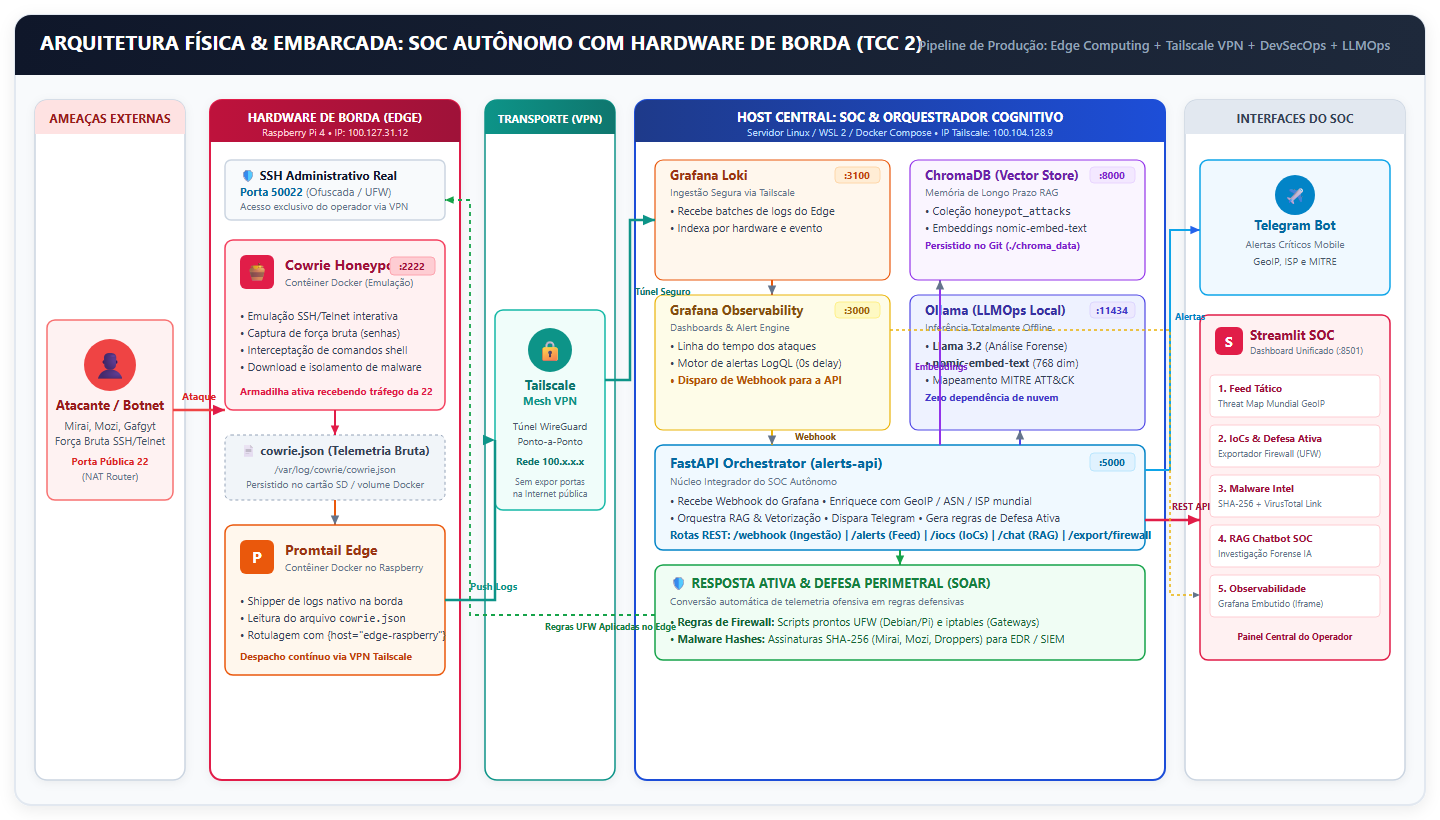 ARQUITETURA FÍSICA & EMBARCADA: SOC AUTÔNOMO COM HARDWARE DE BORDA (TCC 2)
Pipeline de Produção: Edge Computing + Tailscale VPN + DevSecOps + LLMOps
AMEAÇAS EXTERNAS
Atacante / Botnet
Mirai, Mozi, Gafgyt
Força Bruta SSH/Telnet
Porta Pública 22
(NAT Router)
Ataque
HARDWARE DE BORDA (EDGE)
Raspberry Pi 4 • IP: 100.127.31.12
SSH Administrativo Real
Porta 50022 (Ofuscada / UFW)
Acesso exclusivo do operador via VPN
Cowrie Honeypo
:2222
Contêiner Docker (Emulação)
• Emulação SSH/Telnet interativa
• Captura de força bruta (senhas)
• Interceptação de comandos shell
• Download e isolamento de malware
Armadilha ativa recebendo tráfego da 22
cowrie.json (Telemetria Bruta)
/var/log/cowrie/cowrie.json
Persistido no cartão SD / volume Docker
P
Promtail Edge
Contêiner Docker no Raspberry
• Shipper de logs nativo na borda
• Leitura do arquivo cowrie.json
• Rotulagem com {host="edge-raspberry"}
Despacho contínuo via VPN Tailscale
Push Logs
TRANSPORTE (VPN)
Tailscale
Mesh VPN
Túnel WireGuard
Ponto-a-Ponto
Rede 100.x.x.x
Sem expor portas
na Internet pública
Túnel Seguro
Regras UFW Aplicadas no Edge
HOST CENTRAL: SOC & ORQUESTRADOR COGNITIVO
Servidor Linux / WSL 2 / Docker Compose • IP Tailscale: 100.104.128.9
Grafana Loki
:3100
Ingestão Segura via Tailscale
• Recebe batches de logs do Edge
• Indexa por hardware e evento
ChromaDB (Vector Store)
:8000
Memória de Longo Prazo RAG
• Coleção honeypot_attacks
• Embeddings nomic-embed-text
Persistido no Git (./chroma_data)
Grafana Observability
:3000
Dashboards & Alert Engine
• Linha do tempo dos ataques
• Motor de alertas LogQL (0s delay)
• Disparo de Webhook para a API
Webhook
Ollama (LLMOps Local)
:11434
Inferência Totalmente Offline
• Llama 3.2 (Análise Forense)
• nomic-embed-text (768 dim)
Embeddings
• Mapeamento MITRE ATT&CK
Zero dependência de nuvem
FastAPI Orchestrator (alerts-api)
:5000
Núcleo Integrador do SOC Autônomo
• Recebe Webhook do Grafana • Enriquece com GeoIP / ASN / ISP mundial
• Orquestra RAG & Vetorização • Dispara Telegram • Gera regras de Defesa Ativa
Rotas REST: /webhook (Ingestão) | /alerts (Feed) | /iocs (IoCs) | /chat (RAG) | /export/firewall
RESPOSTA ATIVA & DEFESA PERIMETRAL (SOAR)
Conversão automática de telemetria ofensiva em regras defensivas
• Regras de Firewall: Scripts prontos UFW (Debian/Pi) e iptables (Gateways)
• Malware Hashes: Assinaturas SHA-256 (Mirai, Mozi, Droppers) para EDR / SIEM
INTERFACES DO SOC
Telegram Bot
Alertas Críticos Mobile
GeoIP, ISP e MITRE
Alertas
REST API
S
Streamlit SOC
Dashboard Unificado (:8501)
1. Feed Tático
Threat Map Mundial GeoIP
2. IoCs & Defesa Ativa
Exportador Firewall (UFW)
3. Malware Intel
SHA-256 + VirusTotal Link
4. RAG Chatbot SOC
Investigação Forense IA
5. Observabilidade
Grafana Embutido (Iframe)
Painel Central do Operador